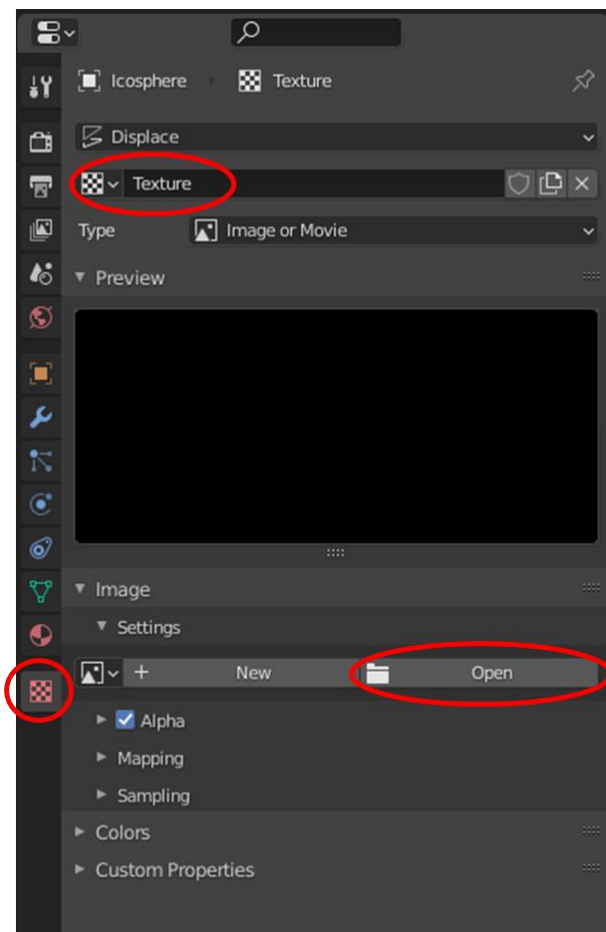 Icosphere Texture
Displace
Texture
Type Image or Movie
Preview
Image
Settings
New Open
Alpha
Mapping
Sampling
Colors
Custom Properties